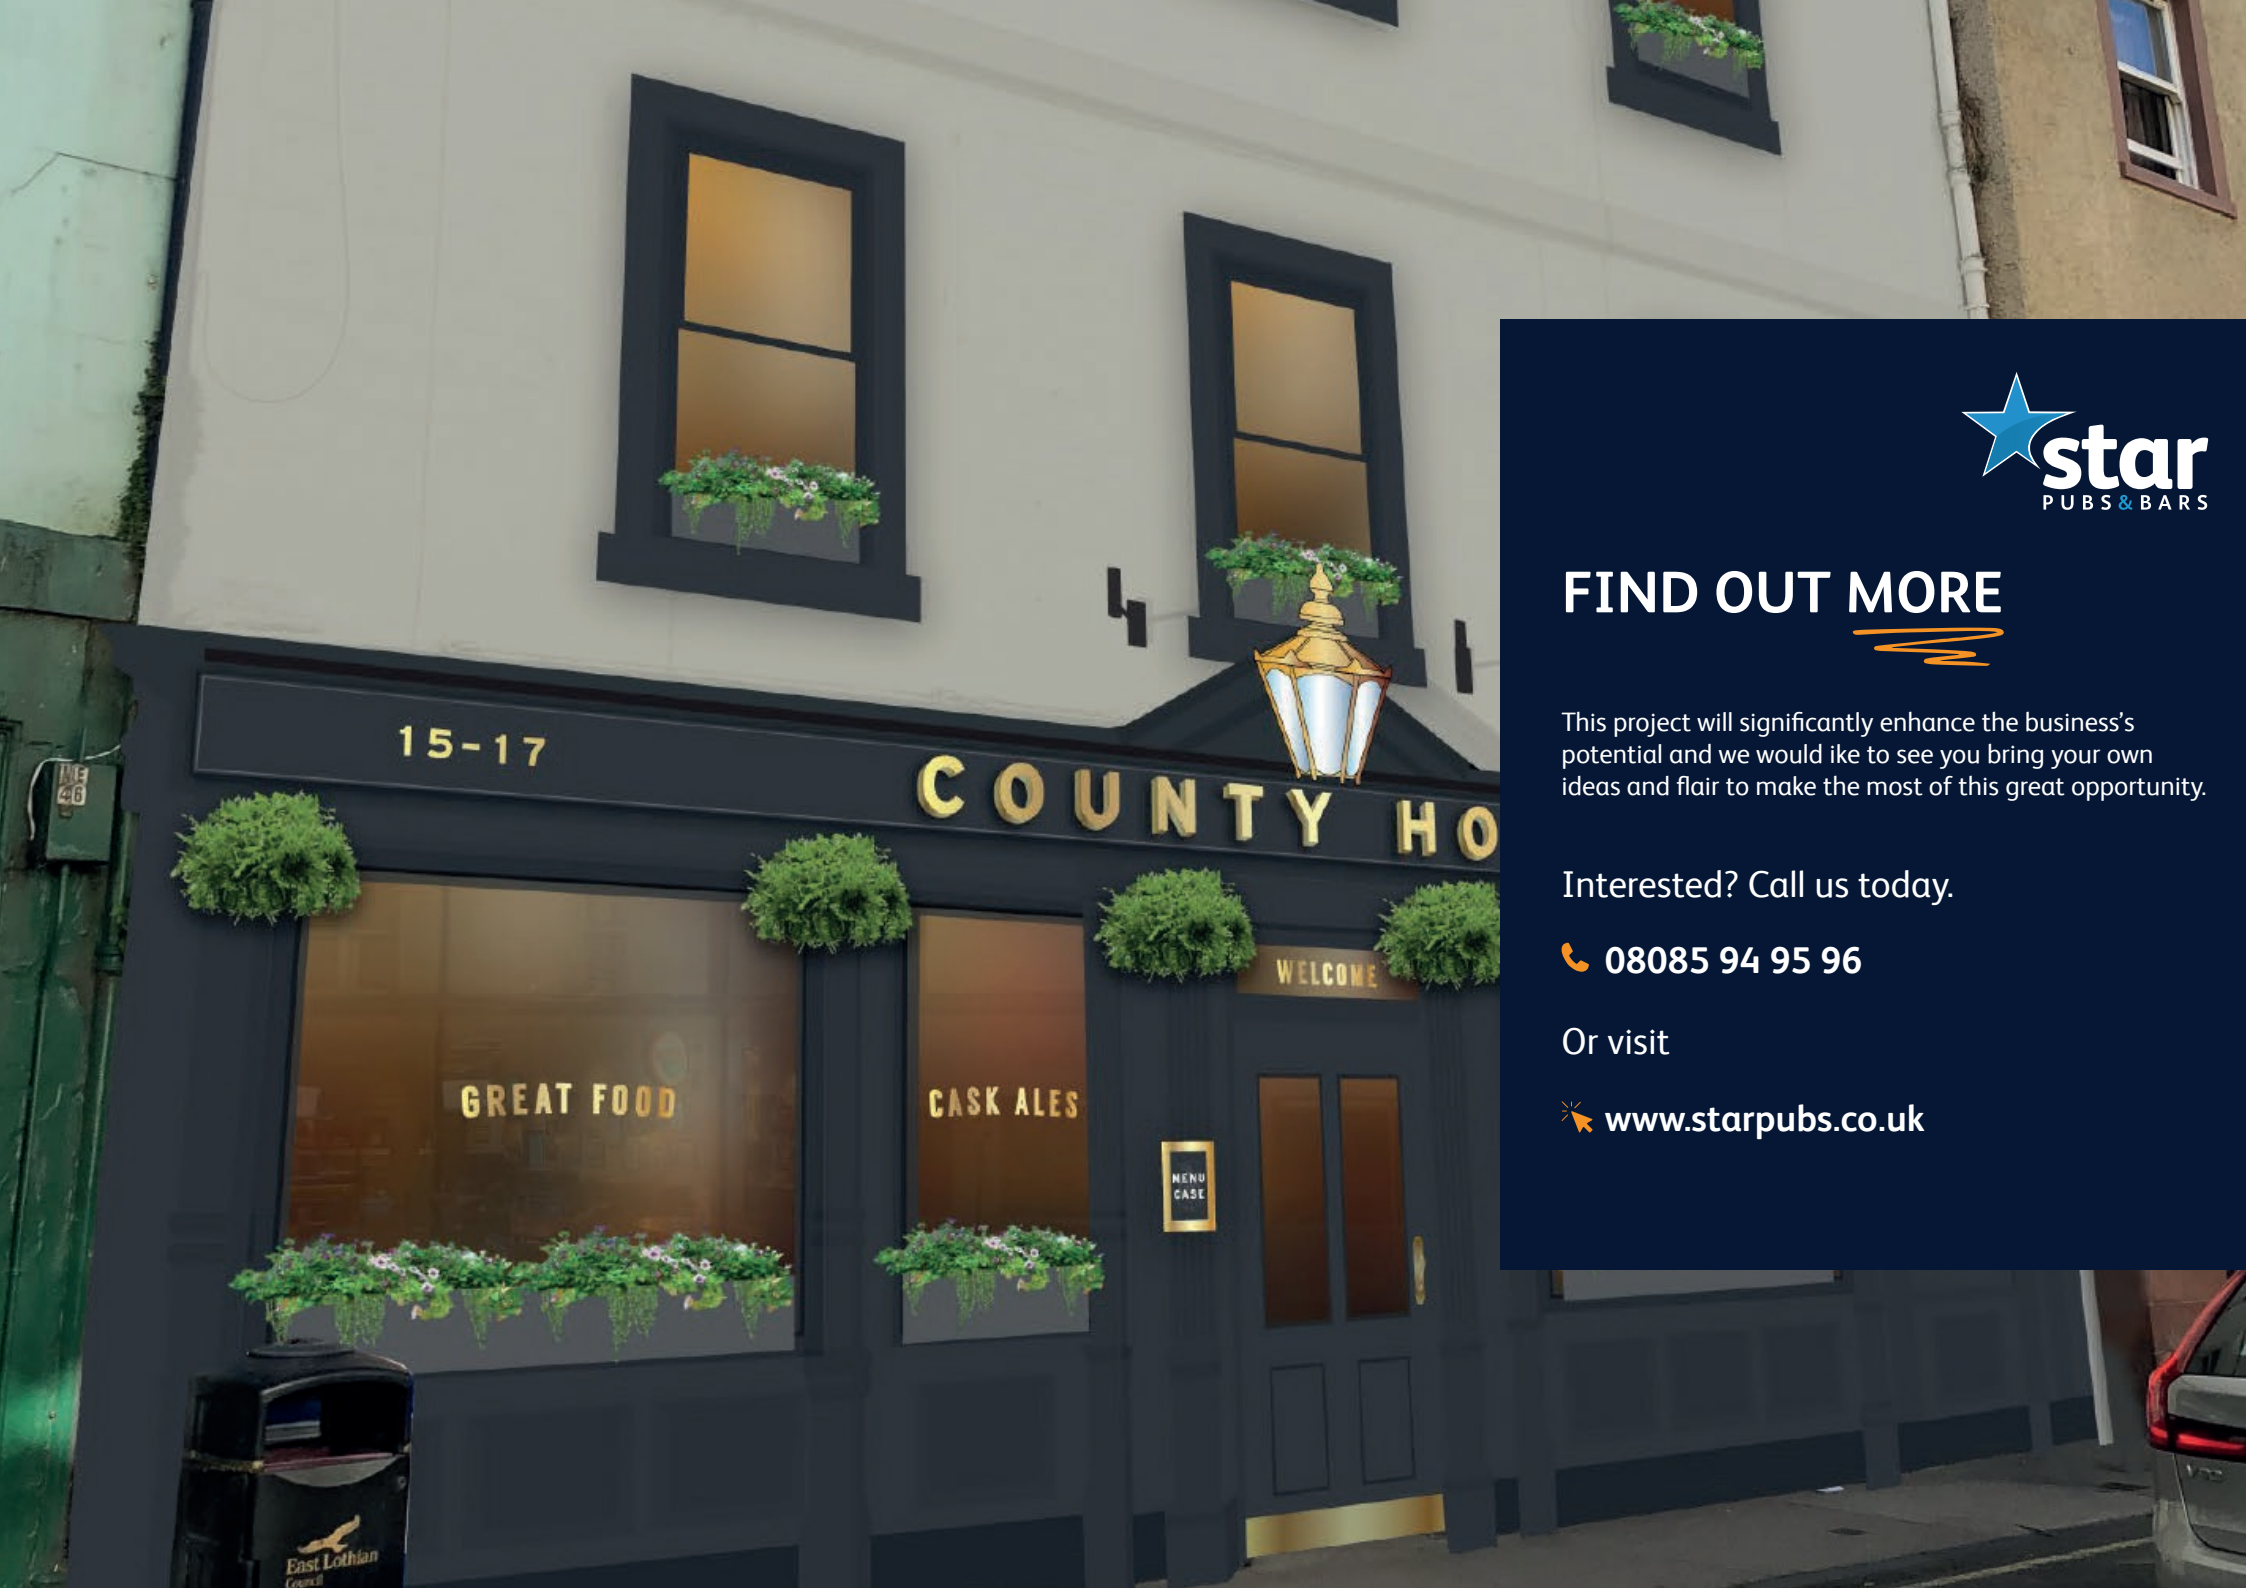 15-17
COUNTY HO
WELCOME
GREAT FOOD
CASK ALES
MENU
CASE
East Lothian
Council
star
PUBS&BARS
FIND OUT MORE
This project will significantly enhance the business’s
potential and we would ike to see you bring your own
ideas and flair to make the most of this great opportunity.
Interested? Call us today.
08085 94 95 96
Or visit
www.starpubs.co.uk